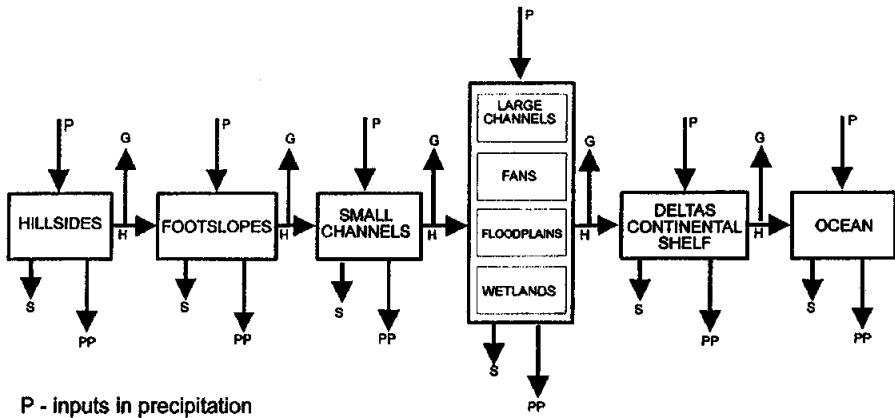 P
P
G
P
G
P
G
LARGE
CHANNELS
FANS
FLOODPLAINS
WETLANDS
G
P
G
P
HILLSIDES
H
FOOTSLOPES
H
SMALL
CHANNELS
H
H
DELTAS
CONTINENTAL
SHELF
H
OCEAN
S
PP
S
PP
S
PP
S
PP
S
PP
S
PP
P - inputs in precipitation